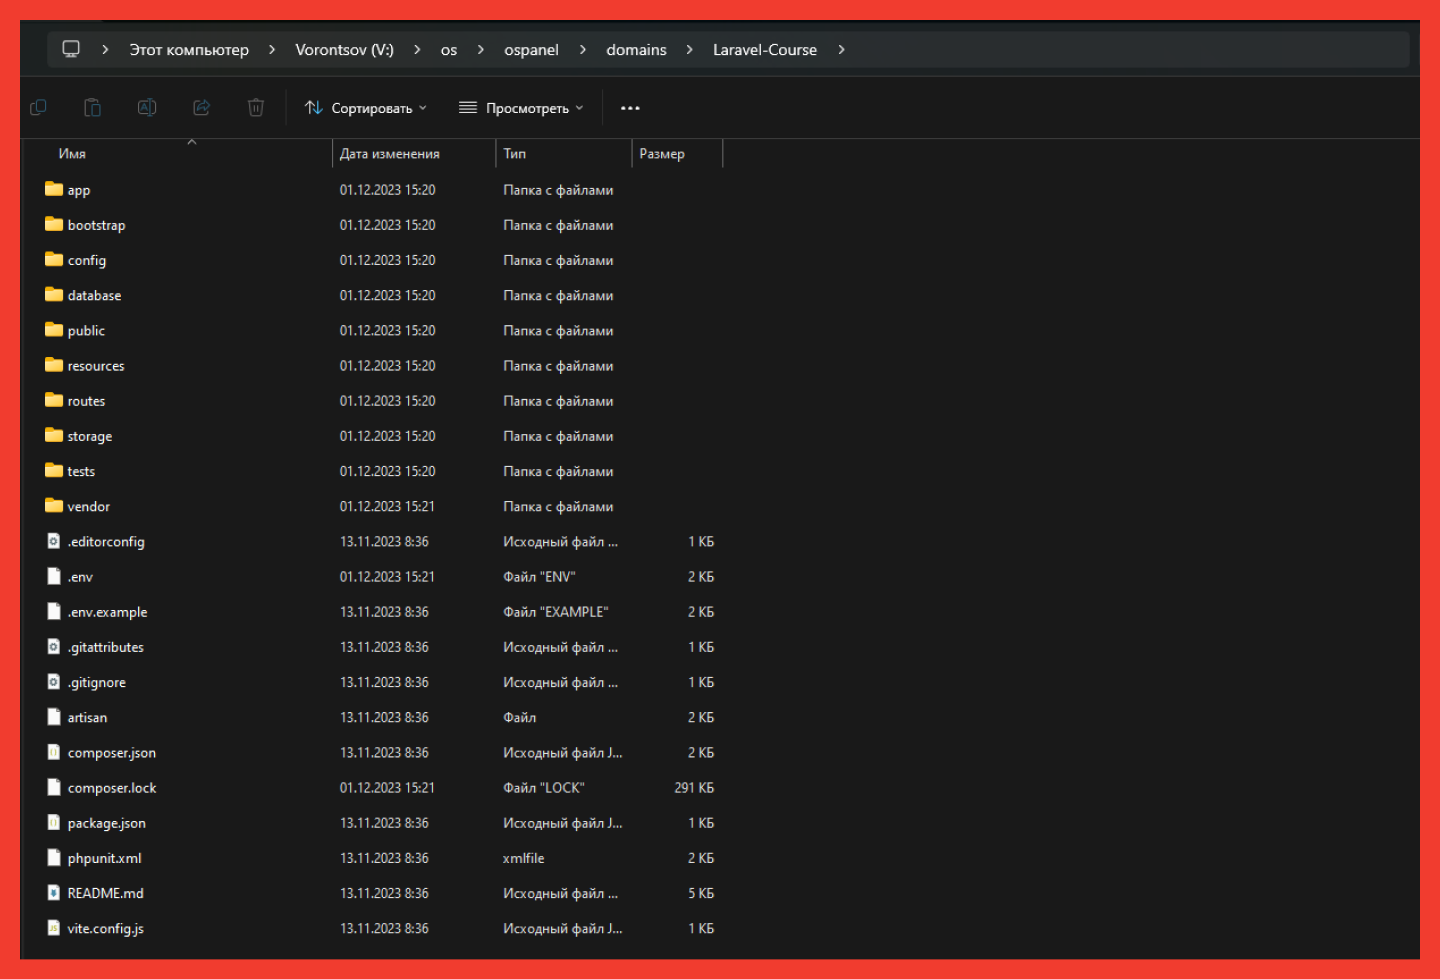 Этот компьютер > Vorontsov (V:) > os > ospanel > domains > Laravel-Course >
Сортировать Просмотреть •••
Имя Дата изменения Тип Размер
app 01.12.2023 15:20 Папка с файлами
bootstrap 01.12.2023 15:20 Папка с файлами
config 01.12.2023 15:20 Папка с файлами
database 01.12.2023 15:20 Папка с файлами
public 01.12.2023 15:20 Папка с файлами
resources 01.12.2023 15:20 Папка с файлами
routes 01.12.2023 15:20 Папка с файлами
storage 01.12.2023 15:20 Папка с файлами
tests 01.12.2023 15:20 Папка с файлами
vendor 01.12.2023 15:21 Папка с файлами
.editorconfig 13.11.2023 8:36 Исходный файл ... 1 КБ
.env 01.12.2023 15:21 Файл "ENV" 2 КБ
.env.example 13.11.2023 8:36 Файл "EXAMPLE" 2 КБ
.gitattributes 13.11.2023 8:36 Исходный файл ... 1 КБ
.gitignore 13.11.2023 8:36 Исходный файл ... 1 КБ
artisan 13.11.2023 8:36 Файл 2 КБ
composer.json 13.11.2023 8:36 Исходный файл J... 2 КБ
composer.lock 01.12.2023 15:21 Файл "LOCK" 291 КБ
package.json 13.11.2023 8:36 Исходный файл J... 1 КБ
phpunit.xml 13.11.2023 8:36 xmlfile 2 КБ
README.md 13.11.2023 8:36 Исходный файл ... 5 КБ
vite.config.js 13.11.2023 8:36 Исходный файл J... 1 КБ